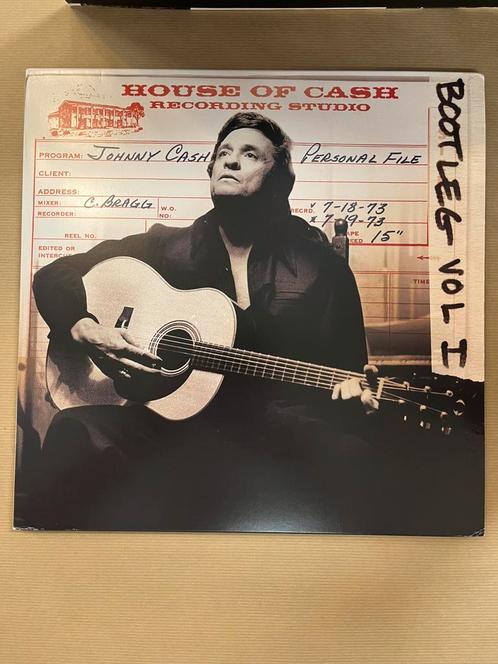 HOUSE OF CASH
RECORDING STUDIO
PROGRAM: JOHNNY CASH PERSONAL FILE
CLIENT:
ADDRESS:
MIXER: C. BRAGG W.O. NO: RECRD. 7-18-73
RECORDER: 7-19-73
REEL NO. 15"
EDITED OR
TIME
BOOTLEG VOL I